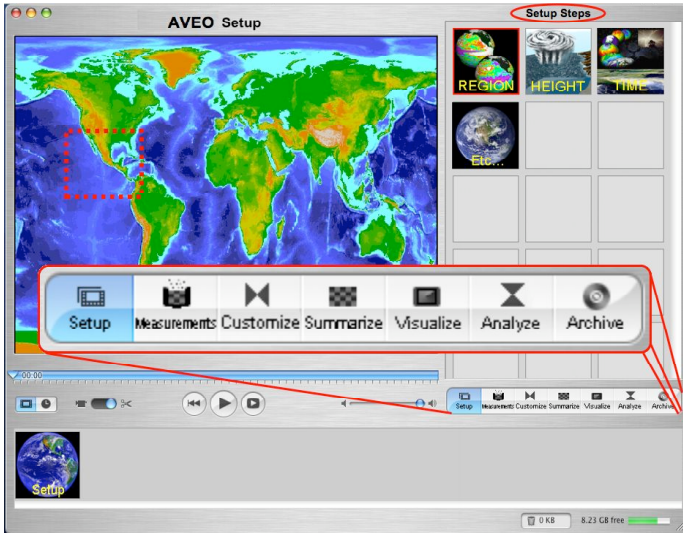 AVEO Setup
Setup Steps
REGION
HEIGHT
TIME
Etc...
Setup
Measurements
Customize
Summarize
Visualize
Analyze
Archive
00:00
Setup
Measurements
Customize
Summarize
Visualize
Analyze
Archive
Setup
0 KB
8.23 GB free